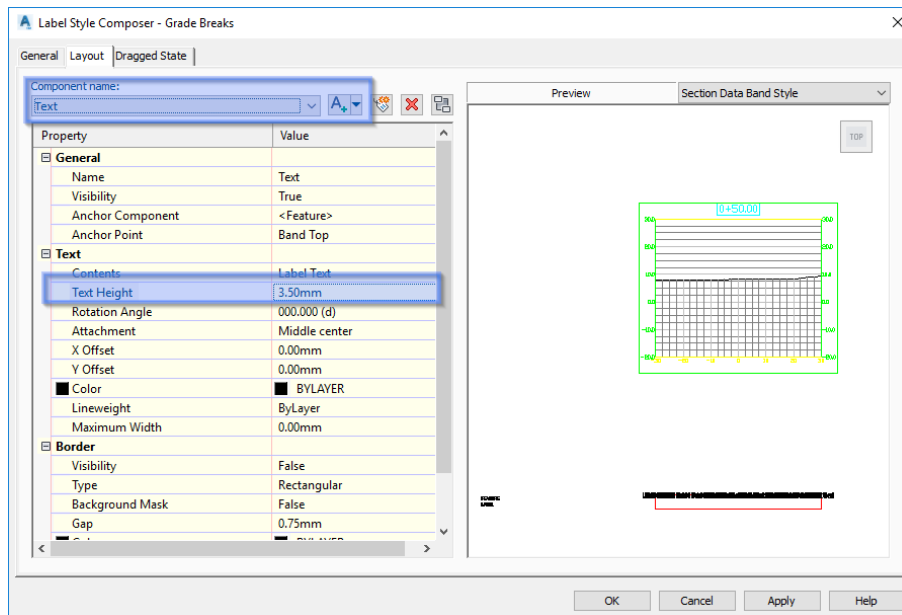 Label Style Composer - Grade Breaks
General Layout Dragged State
Component name:
Text
Preview Section Data Band Style
Property Value
General
Name Text
Visibility True
Anchor Component <Feature>
Anchor Point Band Top
Text
Contents Label Text
Text Height 3.50mm
Rotation Angle 000.000 (d)
Attachment Middle center
X Offset 0.00mm
Y Offset 0.00mm
Color BYLAYER
Lineweight ByLayer
Maximum Width 0.00mm
Border
Visibility False
Type Rectangular
Background Mask False
Gap 0.75mm
TOP
0+50.00
OK Cancel Apply Help